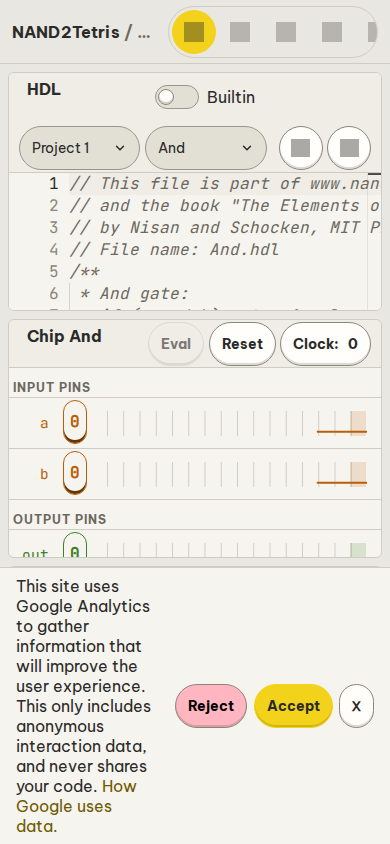 NAND2Tetris / ...
HDL
Builtin
Project 1
And
1 // This file is part of www.nan
2 // and the book "The Elements o
3 // by Nisan and Schocken, MIT P
4 // File name: And.hdl
5 /**
6 * And gate:
Chip And
Eval
Reset
Clock: 0
INPUT PINS
a 0
b 0
OUTPUT PINS
out 0
This site uses
Google Analytics
to gather
information that
will improve the
user experience.
This only includes
anonymous
interaction data,
and never shares
your code. How
Google uses
data.
Reject
Accept
X